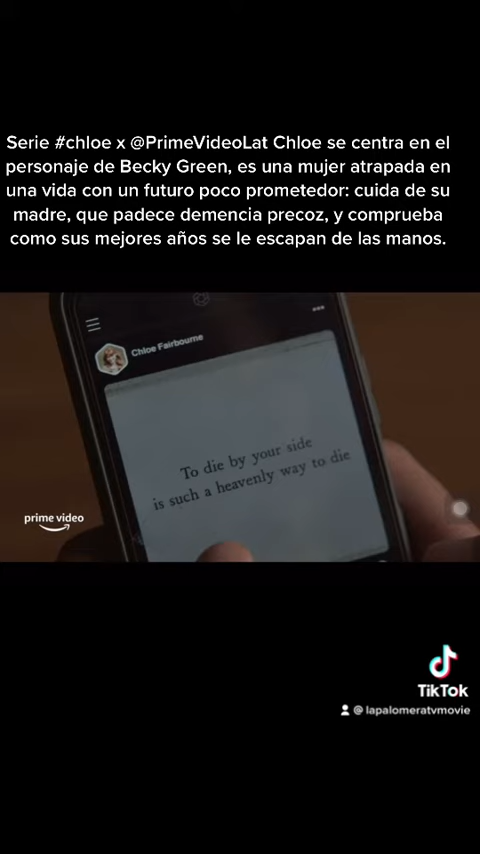 Serie #chloe x @PrimeVideoLat Chloe se centra en el
personaje de Becky Green, es una mujer atrapada en
una vida con un futuro poco prometedor: cuida de su
madre, que padece demencia precoz, y comprueba
como sus mejores años se le escapan de las manos.
Chloe Fairbourne
To die by your side
is such a heavenly way to die
prime video
TikTok
@ lapalomeratvmovie